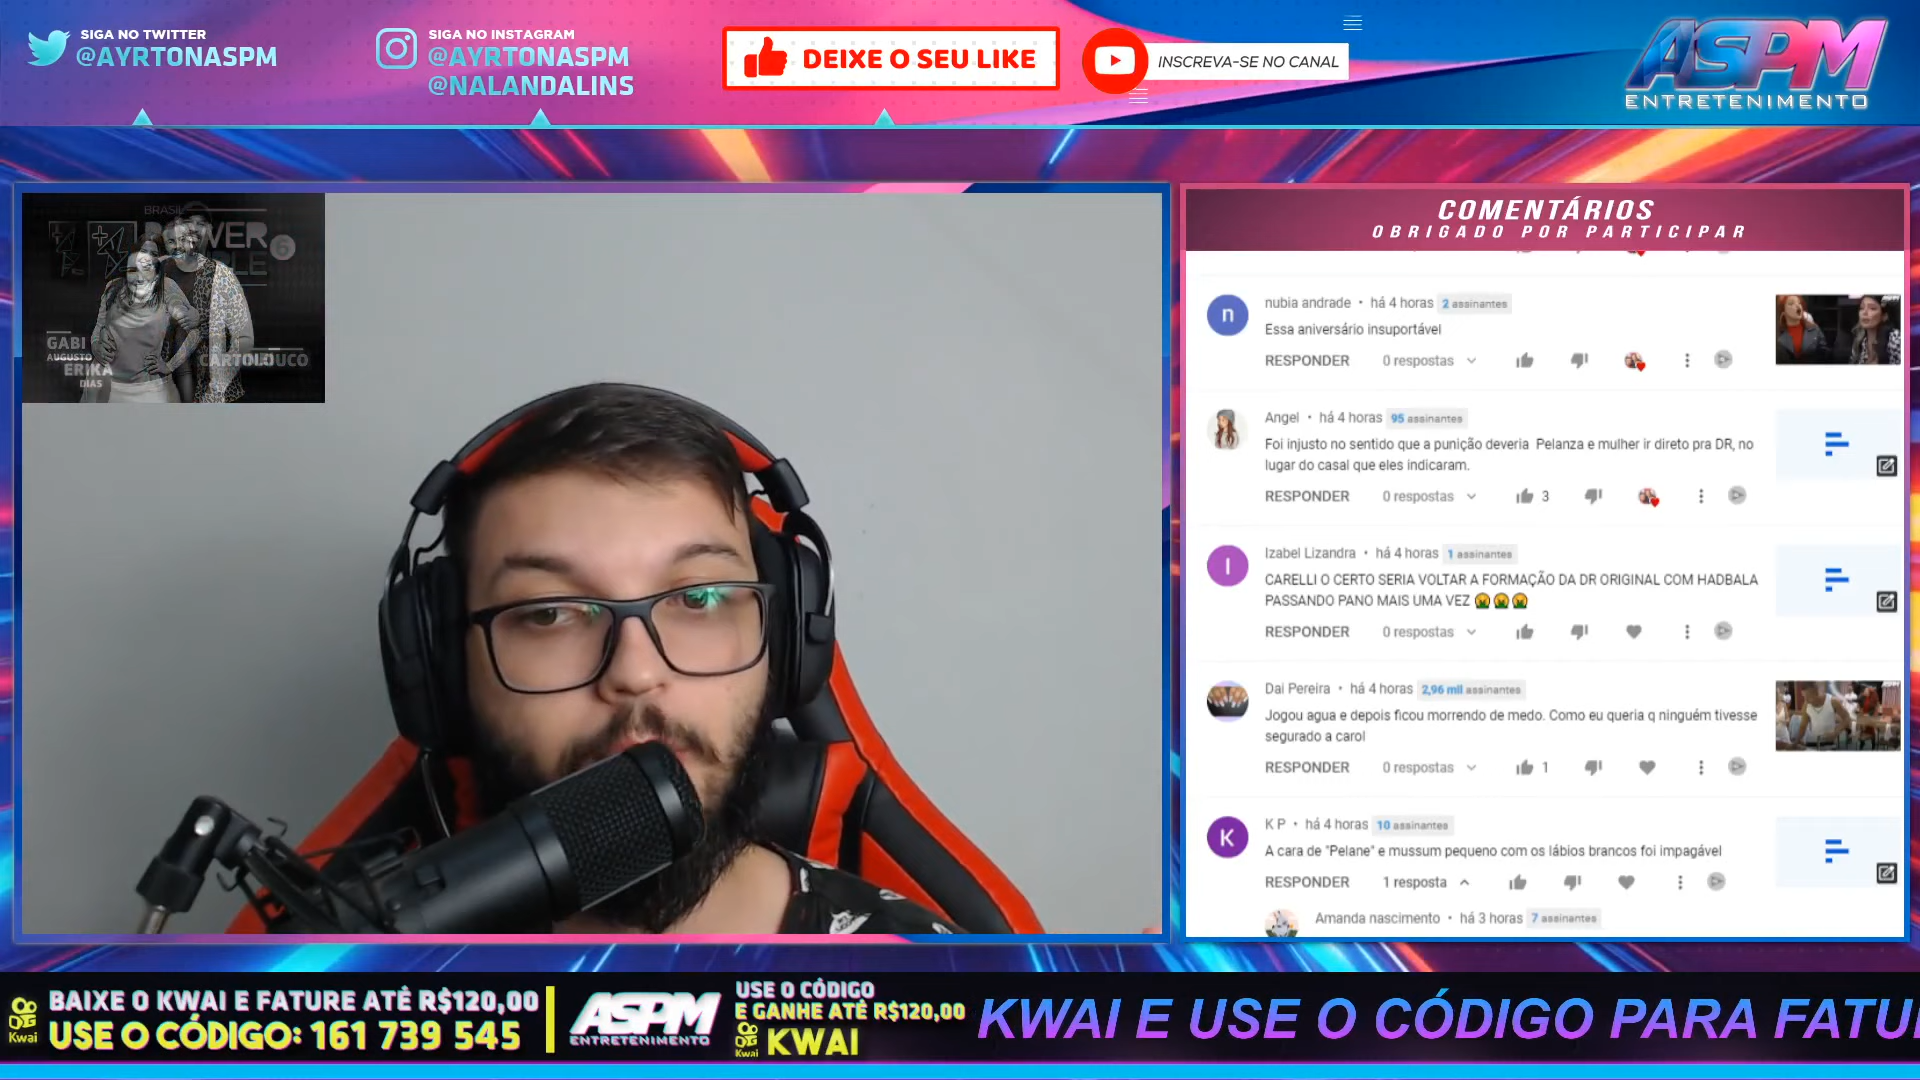 SIGA NO TWITTER
@AYRTONASPM
SIGA NO INSTAGRAM
@AYRTONASPM
@NALANDALINS
DEIXE O SEU LIKE
INSCREVA-SE NO CANAL
ASPM
ENTRETENIMENTO
BRASIL
POWER
6
GABI
AUGUSTO
ERIKA
DIAS
CARTOLOUCO
COMENTÁRIOS
OBRIGADO POR PARTICIPAR
nubia andrade • há 4 horas 2 assinantes
Essa aniversário insuportável
RESPONDER 0 respostas
Angel • há 4 horas 95 assinantes
Foi injusto no sentido que a punição deveria Pelanza e mulher ir direto pra DR, no
lugar do casal que eles indicaram.
RESPONDER 0 respostas 3
Izabel Lizandra • há 4 horas 1 assinantes
CARELLI O CERTO SERIA VOLTAR A FORMAÇÃO DA DR ORIGINAL COM HADBALA
PASSANDO PANO MAIS UMA VEZ 🤮🤮🤮
RESPONDER 0 respostas
Dai Pereira • há 4 horas 2,96 mil assinantes
Jogou agua e depois ficou morrendo de medo. Como eu queria q ninguém tivesse
segurado a carol
RESPONDER 0 respostas 1
K P • há 4 horas 10 assinantes
A cara de "Pelane" e mussum pequeno com os lábios brancos foi impagável
RESPONDER 1 resposta
Amanda nascimento • há 3 horas 7 assinantes
Kwai
BAIXE O KWAI E FATURE ATÉ R$120,00
USE O CÓDIGO: 161 739 545
ASPM
ENTRETENIMENTO
USE O CÓDIGO
E GANHE ATÉ R$120,00
Kwai
KWAI
KWAI E USE O CÓDIGO PARA FATU